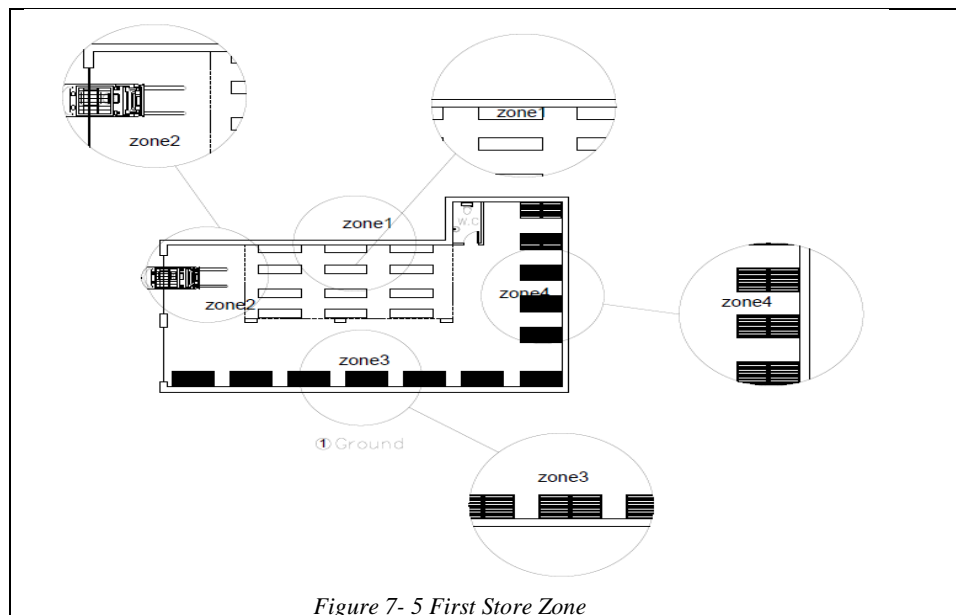 zone1
zone2
zone1
W.C
zone4
zone4
zone2
zone3
① Ground
zone3
Figure 7- 5 First Store Zone